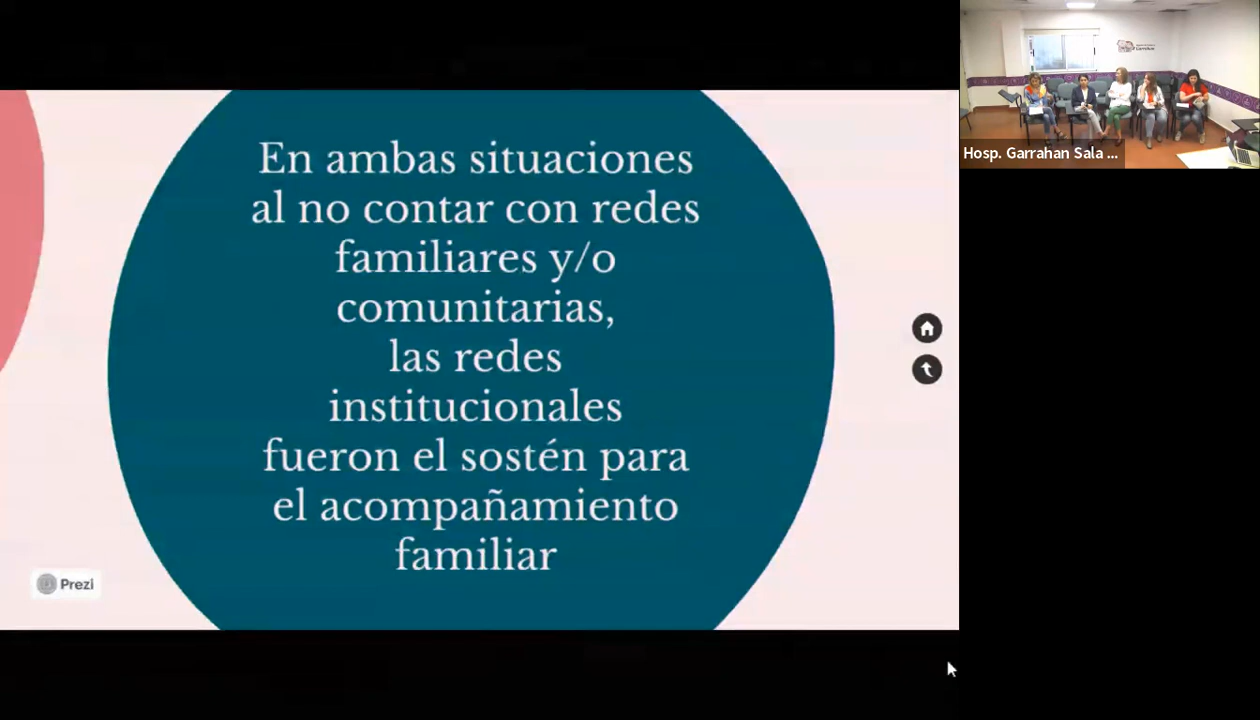 En ambas situaciones
al no contar con redes
familiares y/o
comunitarias,
las redes
institucionales
fueron el sostén para
el acompañamiento
familiar
Prezi
Hosp. Garrahan Sala ...